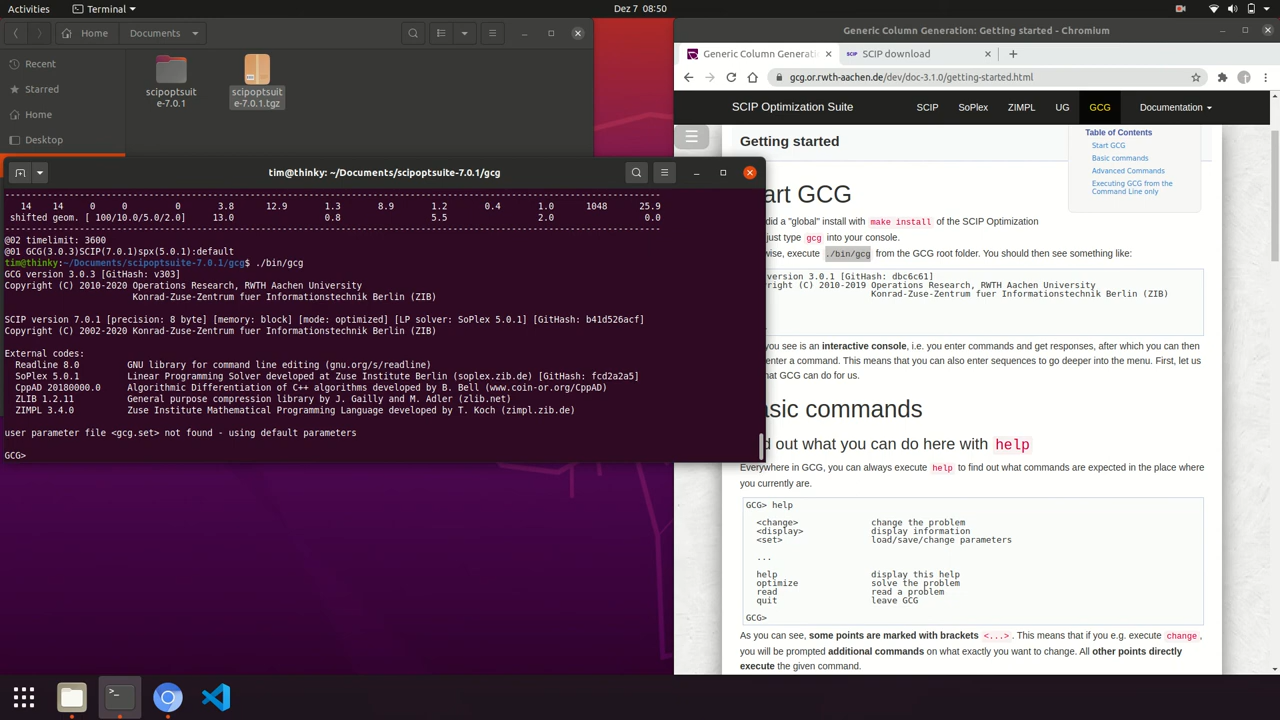 Activities
Terminal
Dez 7 08:50
Home
Documents
Recent
Starred
Home
Desktop
scipoptsuit
e-7.0.1
scipoptsuit
e-7.0.1.tgz
tim@thinky: ~/Documents/scipoptsuite-7.0.1/gcg
14 14 0 0 0 3.8 12.9 1.3 8.9 1.2 0.4 1.0 1048 25.9
shifted geom. [ 100/10.0/5.0/2.0] 13.0 0.8 5.5 2.0 0.0
@02 timelimit: 3600
@01 GCG(3.0.3)SCIP(7.0.1)spx(5.0.1):default
tim@thinky:~/Documents/scipoptsuite-7.0.1/gcg$ ./bin/gcg
GCG version 3.0.3 [GitHash: v303]
Copyright (C) 2010-2020 Operations Research, RWTH Aachen University
Konrad-Zuse-Zentrum fuer Informationstechnik Berlin (ZIB)
SCIP version 7.0.1 [precision: 8 byte] [memory: block] [mode: optimized] [LP solver: SoPlex 5.0.1] [GitHash: b41d526acf]
Copyright (C) 2002-2020 Konrad-Zuse-Zentrum fuer Informationstechnik Berlin (ZIB)
External codes:
Readline 8.0 GNU library for command line editing (gnu.org/s/readline)
SoPlex 5.0.1 Linear Programming Solver developed at Zuse Institute Berlin (soplex.zib.de) [GitHash: fcd2a2a5]
CppAD 20180000.0 Algorithmic Differentiation of C++ algorithms developed by B. Bell (www.coin-or.org/CppAD)
ZLIB 1.2.11 General purpose compression library by J. Gailly and M. Adler (zlib.net)
ZIMPL 3.4.0 Zuse Institute Mathematical Programming Language developed by T. Koch (zimpl.zib.de)
user parameter file <gcg.set> not found - using default parameters
GCG>
Generic Column Generation: Getting started - Chromium
Generic Column Generatio
SCIP SCIP download
gcg.or.rwth-aachen.de/dev/doc-3.1.0/getting-started.html
SCIP Optimization Suite SCIP SoPlex ZIMPL UG GCG Documentation
Getting started
Table of Contents
Start GCG
Basic commands
Advanced Commands
Executing GCG from the
Command Line only
art GCG
did a "global" install with make install of the SCIP Optimization
just type gcg into your console.
wise, execute ./bin/gcg from the GCG root folder. You should then see something like:
version 3.0.1 [GitHash: dbc6c61]
right (C) 2010-2019 Operations Research, RWTH Aachen University
Konrad-Zuse-Zentrum fuer Informationstechnik Berlin (ZIB)
you see is an interactive console, i.e. you enter commands and get responses, after which you can then
enter a command. This means that you can also enter sequences to go deeper into the menu. First, let us
hat GCG can do for us.
asic commands
d out what you can do here with help
Everywhere in GCG, you can always execute help to find out what commands are expected in the place where
you currently are.
GCG> help
<change> change the problem
<display> display information
<set> load/save/change parameters
...
help display this help
optimize solve the problem
read read a problem
quit leave GCG
GCG>
As you can see, some points are marked with brackets <...>. This means that if you e.g. execute change,
you will be prompted additional commands on what exactly you want to change. All other points directly
execute the given command.